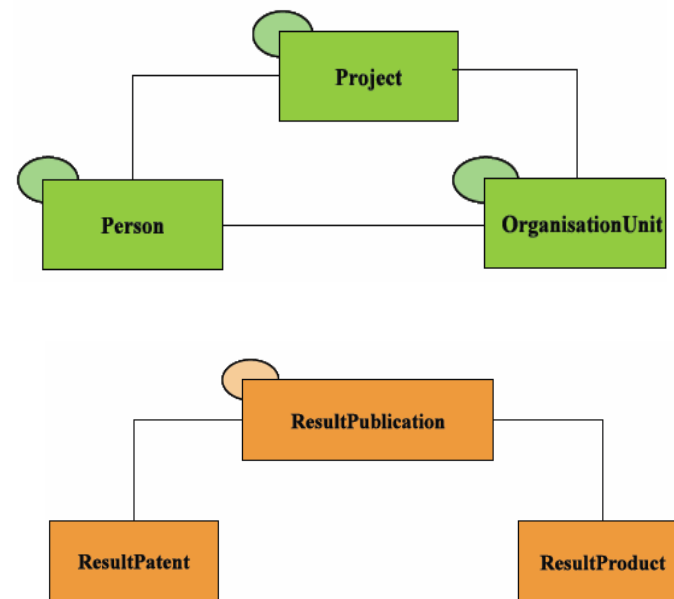 Project
Person
OrganisationUnit
ResultPublication
ResultPatent
ResultProduct